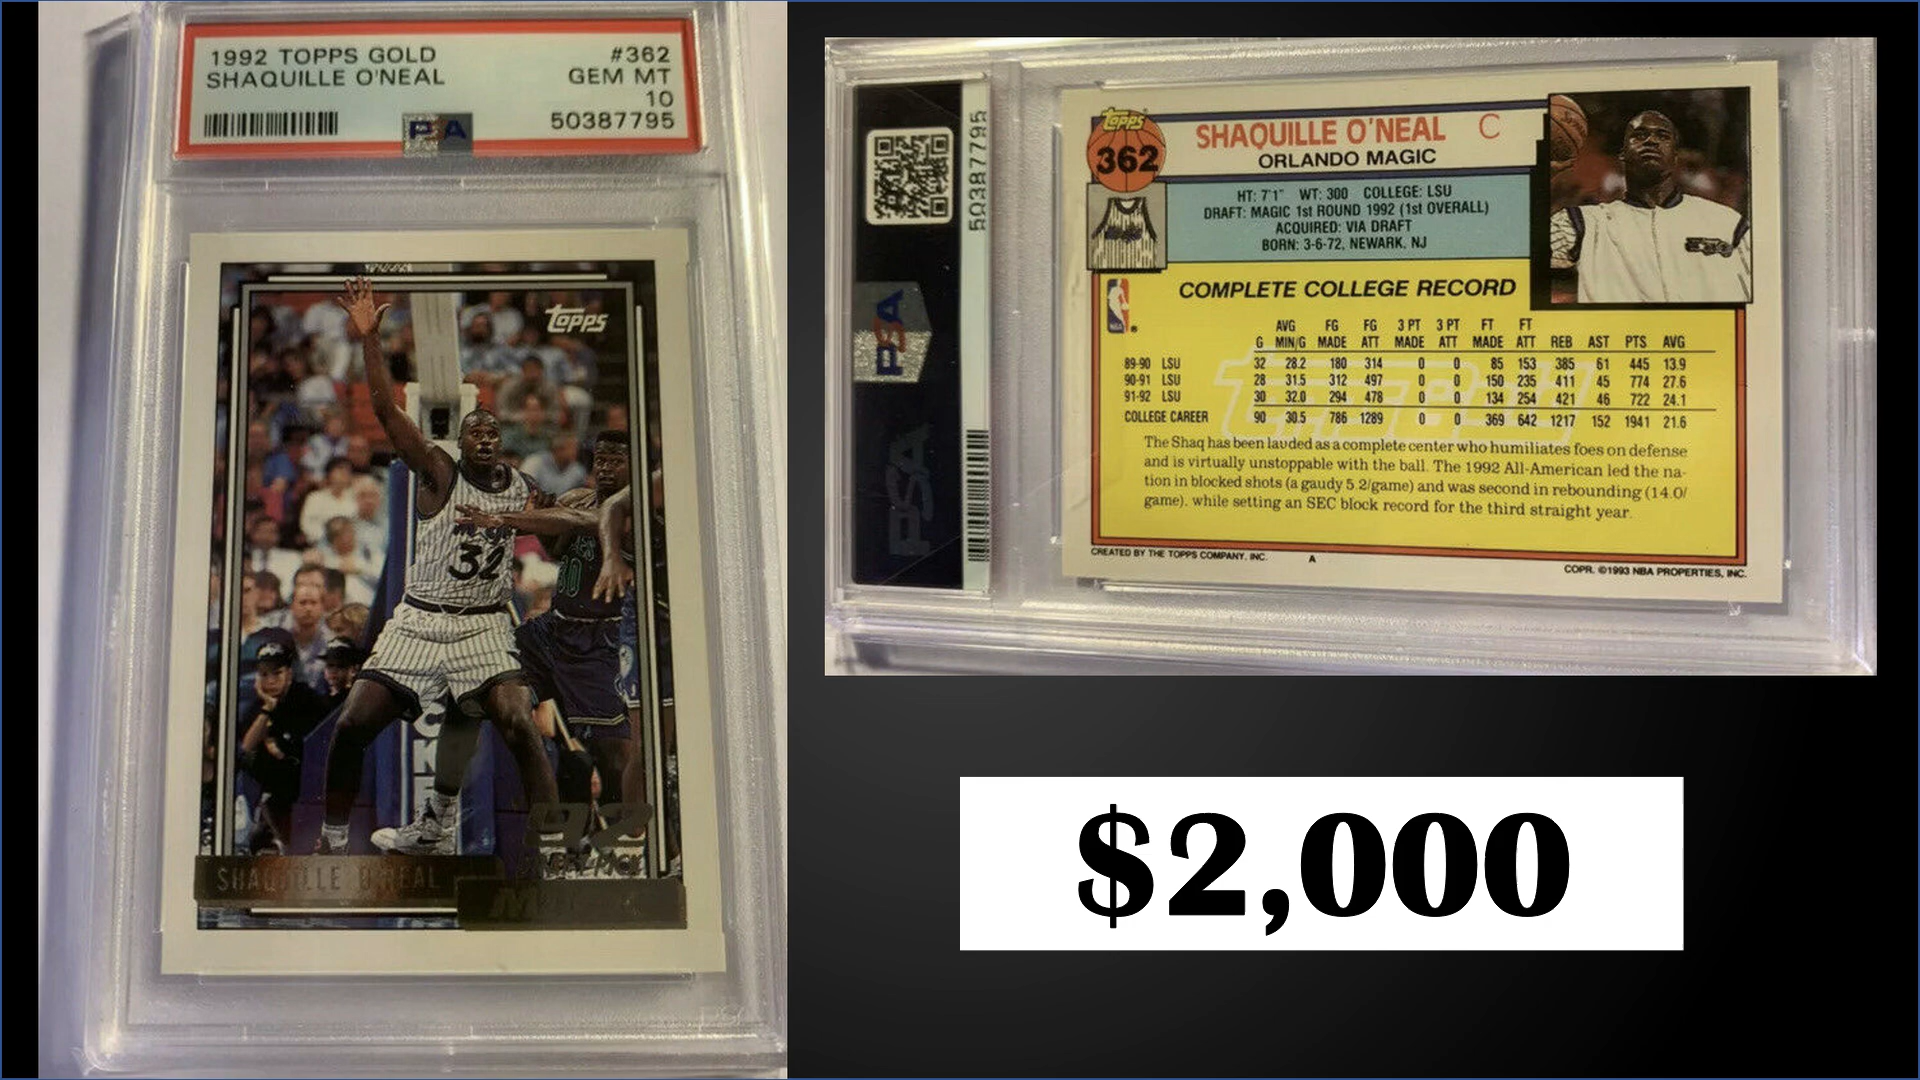 1992 TOPPS GOLD #362
SHAQUILLE O'NEAL GEM MT
10
PSA 50387795
Topps
32
SHAQUILLE O'NEAL
92
50387795
PSA
PSA
Topps
362
SHAQUILLE O'NEAL C
ORLANDO MAGIC
HT: 7'1" WT: 300 COLLEGE: LSU
DRAFT: MAGIC 1st ROUND 1992 (1st OVERALL)
ACQUIRED: VIA DRAFT
BORN: 3-6-72, NEWARK, NJ
NBA
COMPLETE COLLEGE RECORD
AVG FG FG 3 PT 3 PT FT FT
G MIN/G MADE ATT MADE ATT MADE ATT REB AST PTS AVG
89-90 LSU 32 28.2 180 314 0 0 85 153 385 61 445 13.9
90-91 LSU 28 31.5 312 497 0 0 150 235 411 45 774 27.6
91-92 LSU 30 32.0 294 478 0 0 134 254 421 46 722 24.1
COLLEGE CAREER 90 30.5 786 1289 0 0 369 642 1217 152 1941 21.6
The Shaq has been lauded as a complete center who humiliates foes on defense
and is virtually unstoppable with the ball. The 1992 All-American led the na-
tion in blocked shots (a gaudy 5.2/game) and was second in rebounding (14.0/
game), while setting an SEC block record for the third straight year.
CREATED BY THE TOPPS COMPANY, INC. A
COPR. ©1993 NBA PROPERTIES, INC.
$2,000